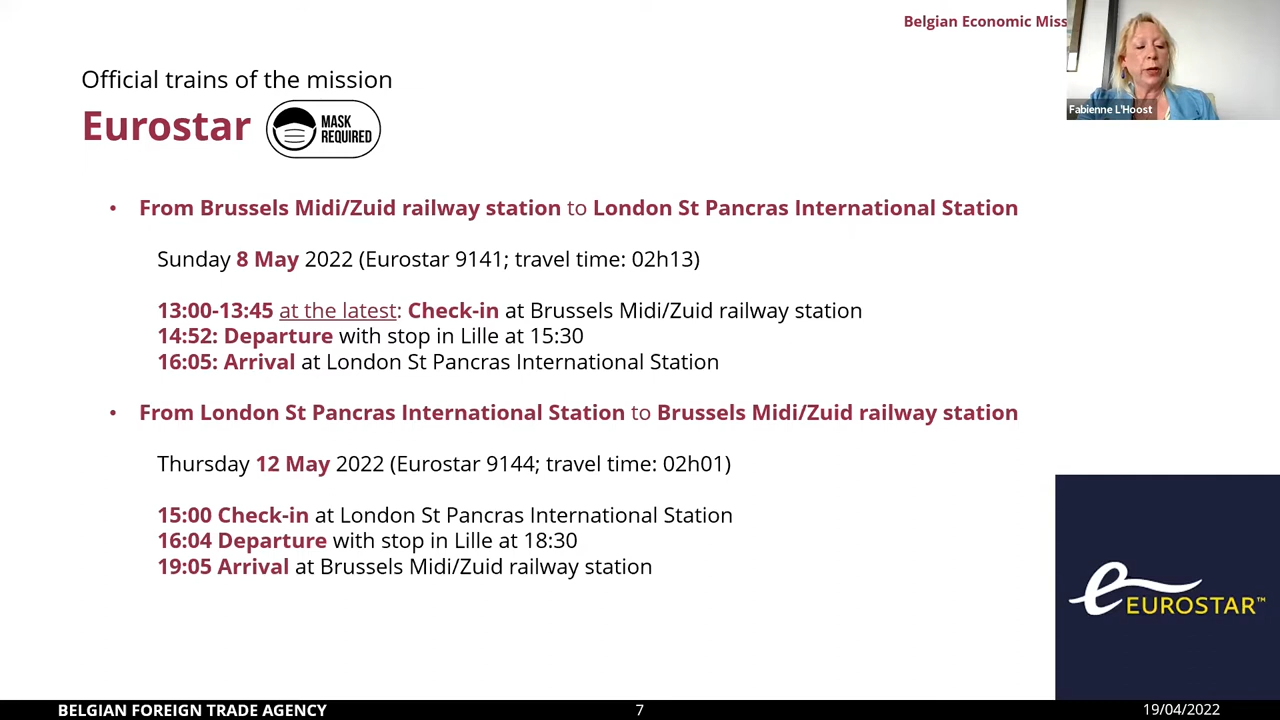 Belgian Economic Miss
Fabienne L'Hoost
Official trains of the mission
Eurostar
MASK
REQUIRED
• From Brussels Midi/Zuid railway station to London St Pancras International Station
Sunday 8 May 2022 (Eurostar 9141; travel time: 02h13)
13:00-13:45 at the latest: Check-in at Brussels Midi/Zuid railway station
14:52: Departure with stop in Lille at 15:30
16:05: Arrival at London St Pancras International Station
• From London St Pancras International Station to Brussels Midi/Zuid railway station
Thursday 12 May 2022 (Eurostar 9144; travel time: 02h01)
15:00 Check-in at London St Pancras International Station
16:04 Departure with stop in Lille at 18:30
19:05 Arrival at Brussels Midi/Zuid railway station
e EUROSTAR™
BELGIAN FOREIGN TRADE AGENCY
7
19/04/2022